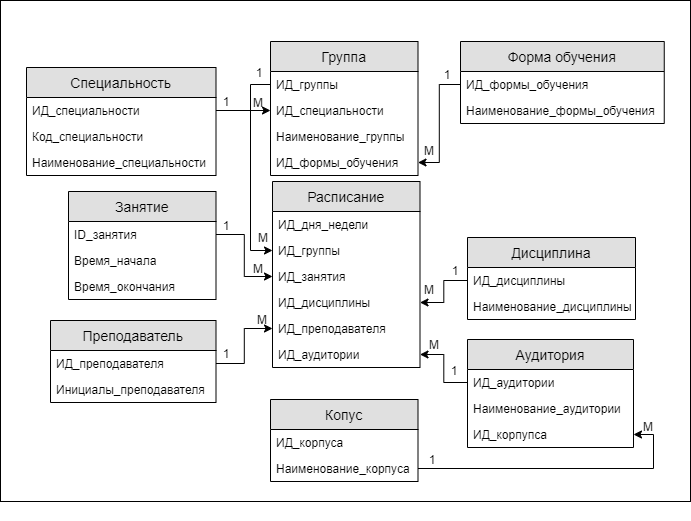 Специальность
ИД_специальности
Код_специальности
Наименование_специальности
1
М
Группа
ИД_группы
ИД_специальности
Наименование_группы
ИД_формы_обучения
1
М
Форма обучения
ИД_формы_обучения
Наименование_формы_обучения
1
М
Занятие
ID_занятия
Время_начала
Время_окончания
1
М
Расписание
ИД_дня_недели
ИД_группы
ИД_занятия
ИД_дисциплины
ИД_преподавателя
ИД_аудитории
Дисциплина
ИД_дисциплины
Наименование_дисциплины
1
М
Преподаватель
ИД_преподавателя
Инициалы_преподавателя
1
М
Аудитория
ИД_аудитории
Наименование_аудитории
ИД_корпупса
1
М
Копус
ИД_корпуса
Наименование_корпуса
1
М